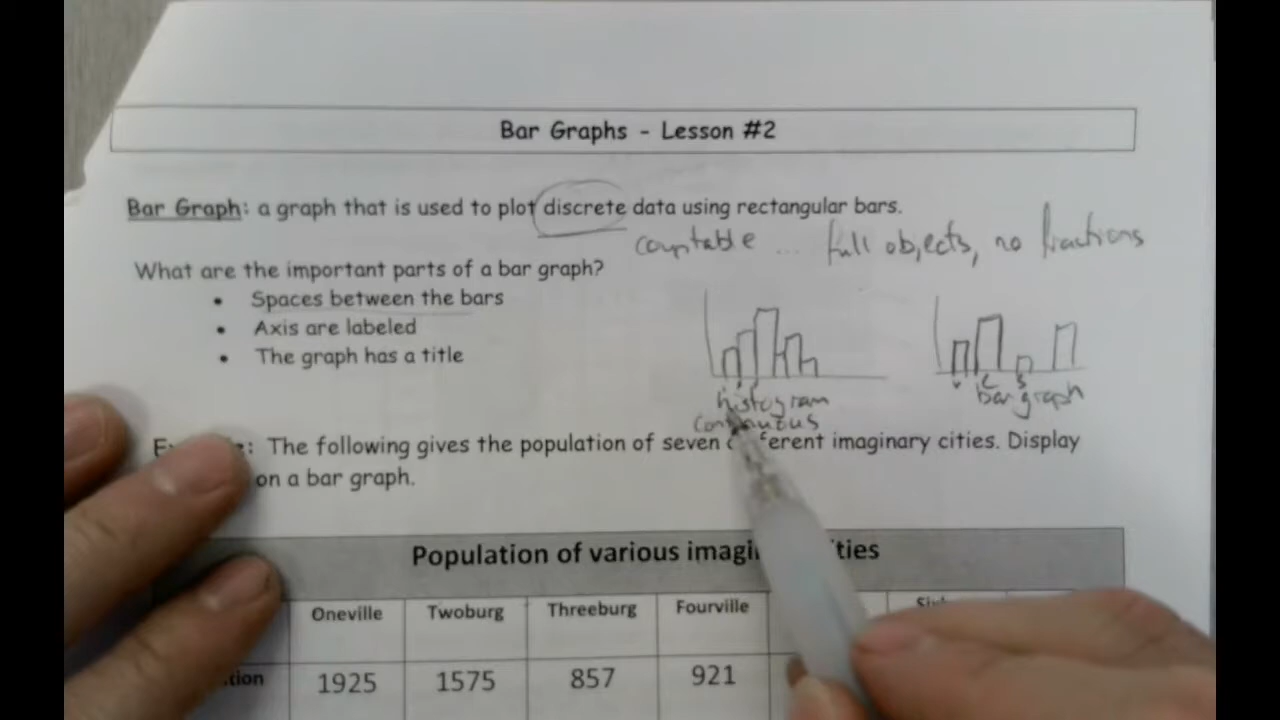 Bar Graphs - Lesson #2
Bar Graph: a graph that is used to plot discrete data using rectangular bars.
countable ... full objects, no fractions
What are the important parts of a bar graph?
• Spaces between the bars
• Axis are labeled
• The graph has a title
histogram
continuous
bar graph
The following gives the population of seven imaginary cities. Display
on a bar graph.
Population of various
Oneville Twoburg Threeburg Fourville
1925 1575 857 921